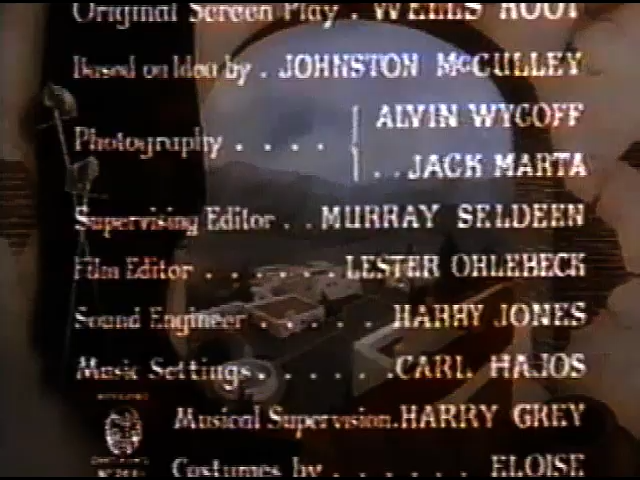 Original Screen Play . WELLS ROOT
Based on Idea by . JOHNSTON McCULLEY
Photography . . . . { ALVIN WYCOFF
. . JACK MARTA
Supervising Editor . . MURRAY SELDEEN
Film Editor . . . . . . LESTER ORLEBECK
Sound Engineer . . . . . HARRY JONES
Music Settings . . . . . . CARL HAJOS
Musical Supervision. HARRY GREY
Costumes by . . . . . . ELOISE